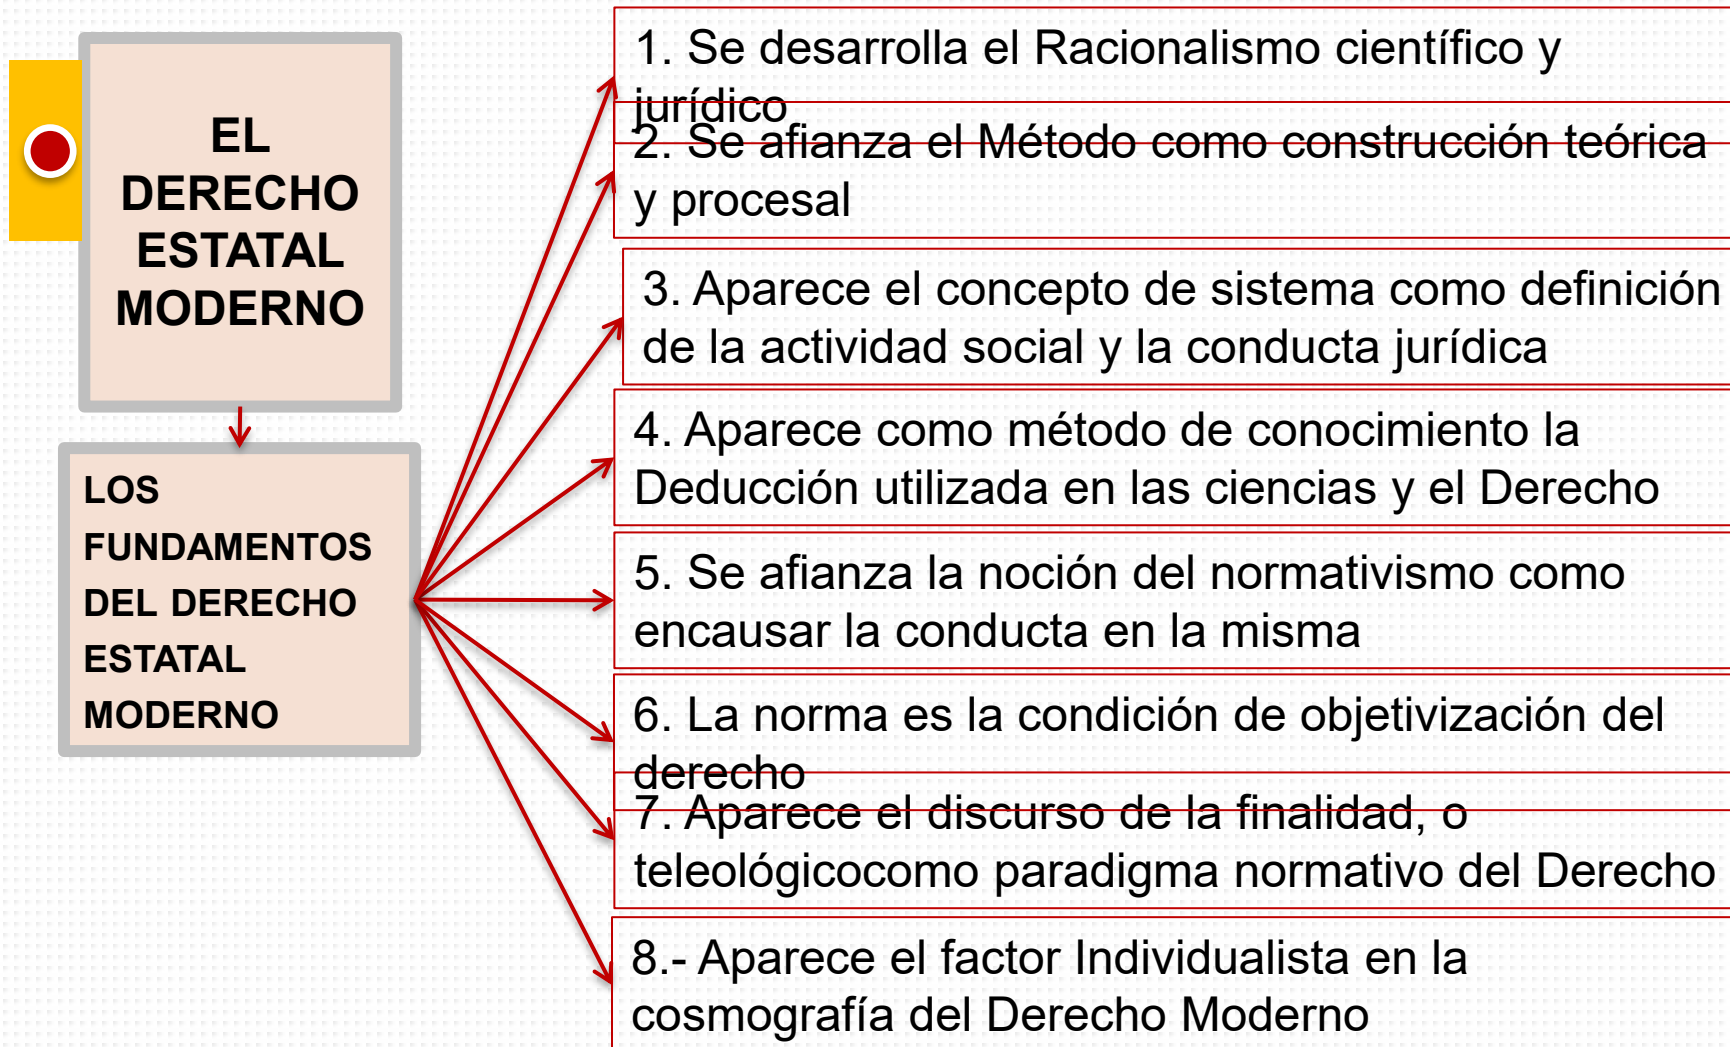 EL
DERECHO
ESTATAL
MODERNO
LOS
FUNDAMENTOS
DEL DERECHO
ESTATAL
MODERNO
1. Se desarrolla el Racionalismo científico y
jurídico
2. Se afianza el Método como construcción teórica
y procesal
3. Aparece el concepto de sistema como definición
de la actividad social y la conducta jurídica
4. Aparece como método de conocimiento la
Deducción utilizada en las ciencias y el Derecho
5. Se afianza la noción del normativismo como
encausar la conducta en la misma
6. La norma es la condición de objetivización del
derecho
7. Aparece el discurso de la finalidad, o
teleológicocomo paradigma normativo del Derecho
8.- Aparece el factor Individualista en la
cosmografía del Derecho Moderno